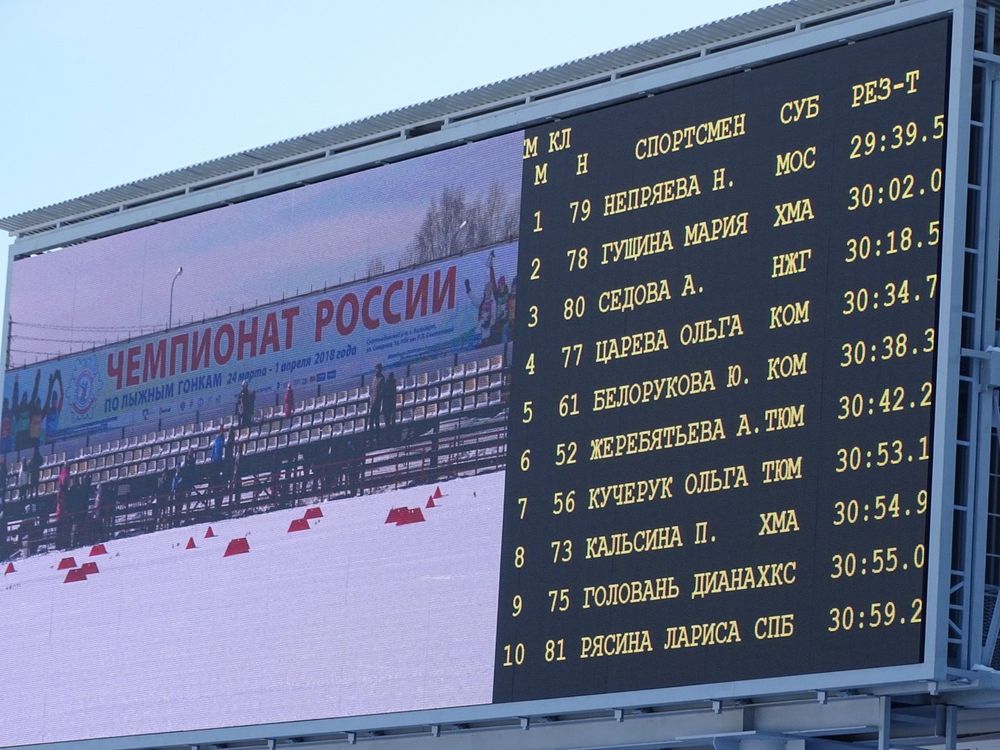 ЧЕМПИОНАТ РОССИИ
ПО ЛЫЖНЫМ ГОНКАМ 24 марта - 1 апреля 2018 года
М КЛ
М Н СПОРТСМЕН СУБ РЕЗ-Т
1 79 НЕПРЯЕВА Н. МОС 29:39.5
2 78 ГУЩИНА МАРИЯ ХМА 30:02.0
3 80 СЕДОВА А. НЖГ 30:18.5
4 77 ЦАРЕВА ОЛЬГА КОМ 30:34.7
5 61 БЕЛОРУКОВА Ю. КОМ 30:38.3
6 52 ЖЕРЕБЯТЬЕВА А.ТЮМ 30:42.2
7 56 КУЧЕРУК ОЛЬГА ТЮМ 30:53.1
8 73 КАЛЬСИНА П. ХМА 30:54.9
9 75 ГОЛОВАНЬ ДИАНАХКС 30:55.0
10 81 РЯСИНА ЛАРИСА СПБ 30:59.2